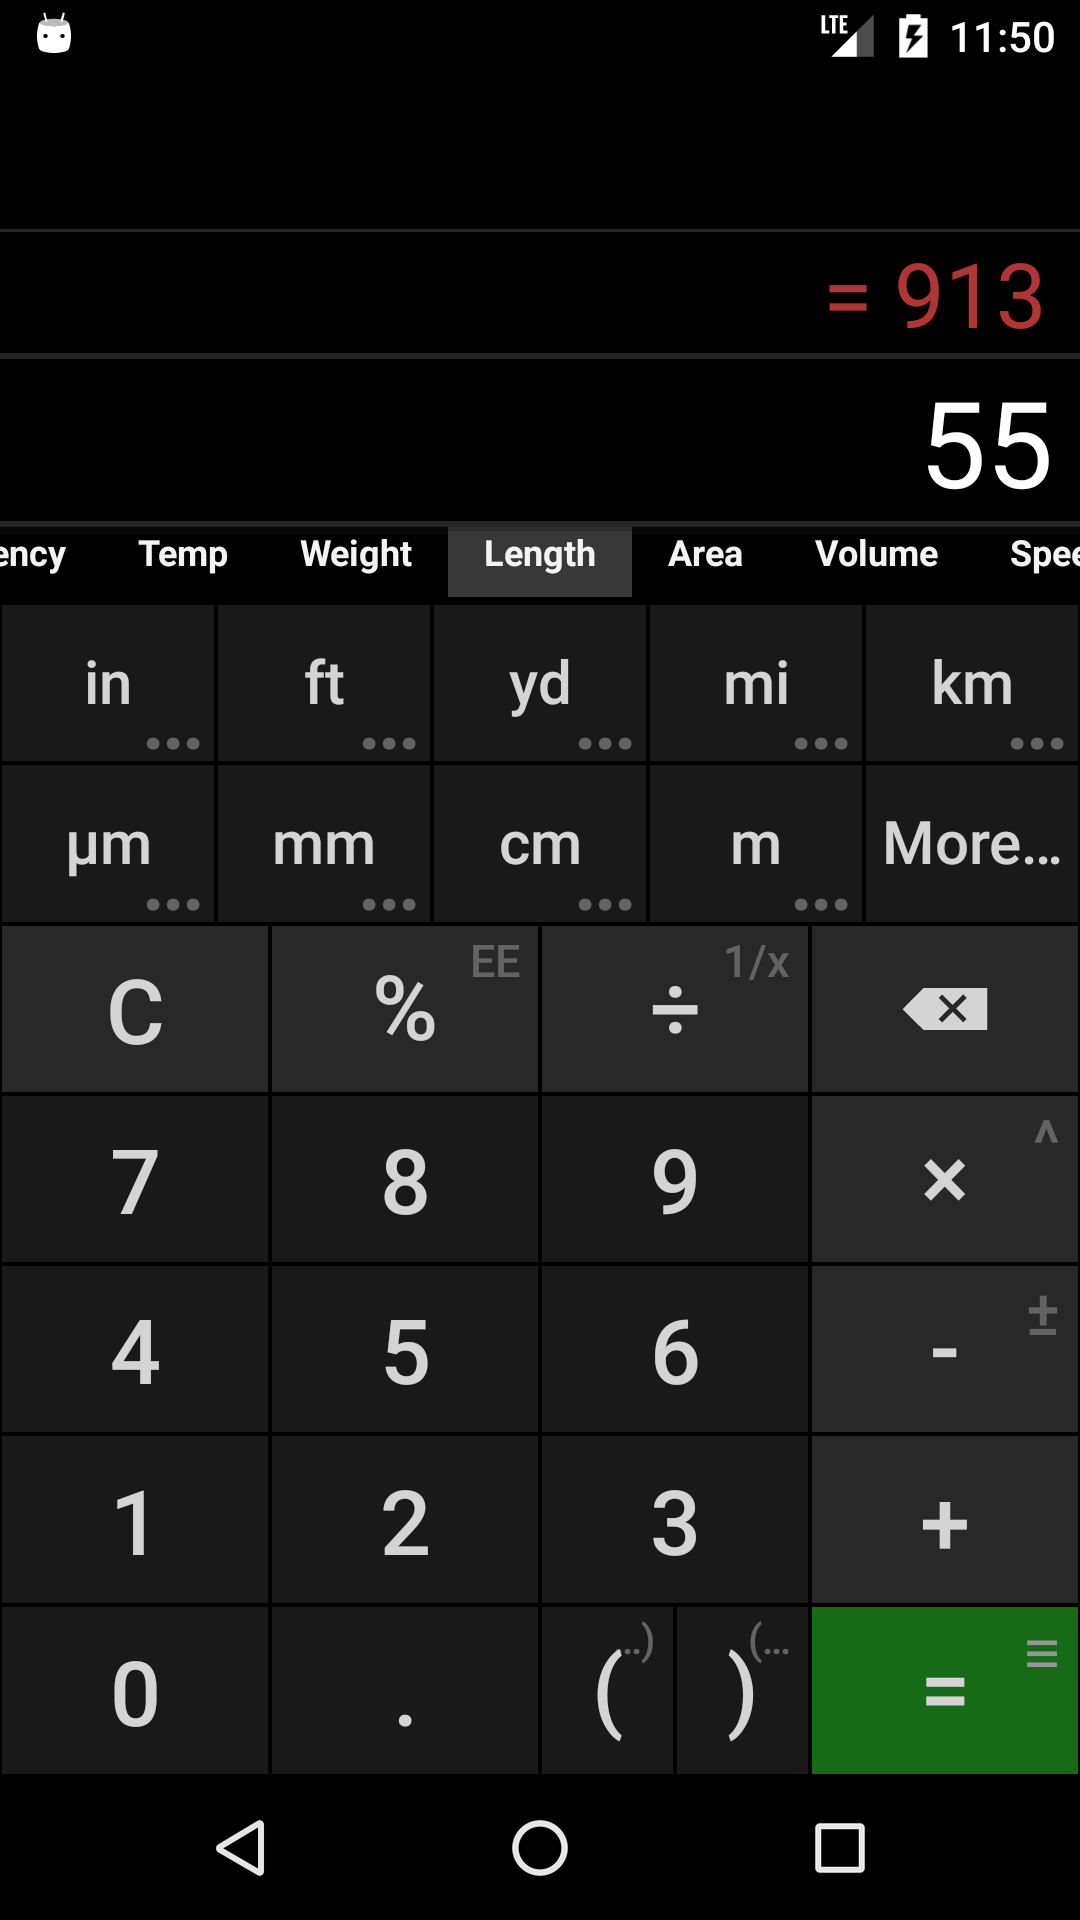 LTE 11:50
= 913
55
ency Temp Weight Length Area Volume Spee
in ft yd mi km
µm mm cm m More...
C % EE ÷ 1/x
7 8 9 × ^
4 5 6 - ±
1 2 3 +
0 . ( ..) ) (... =